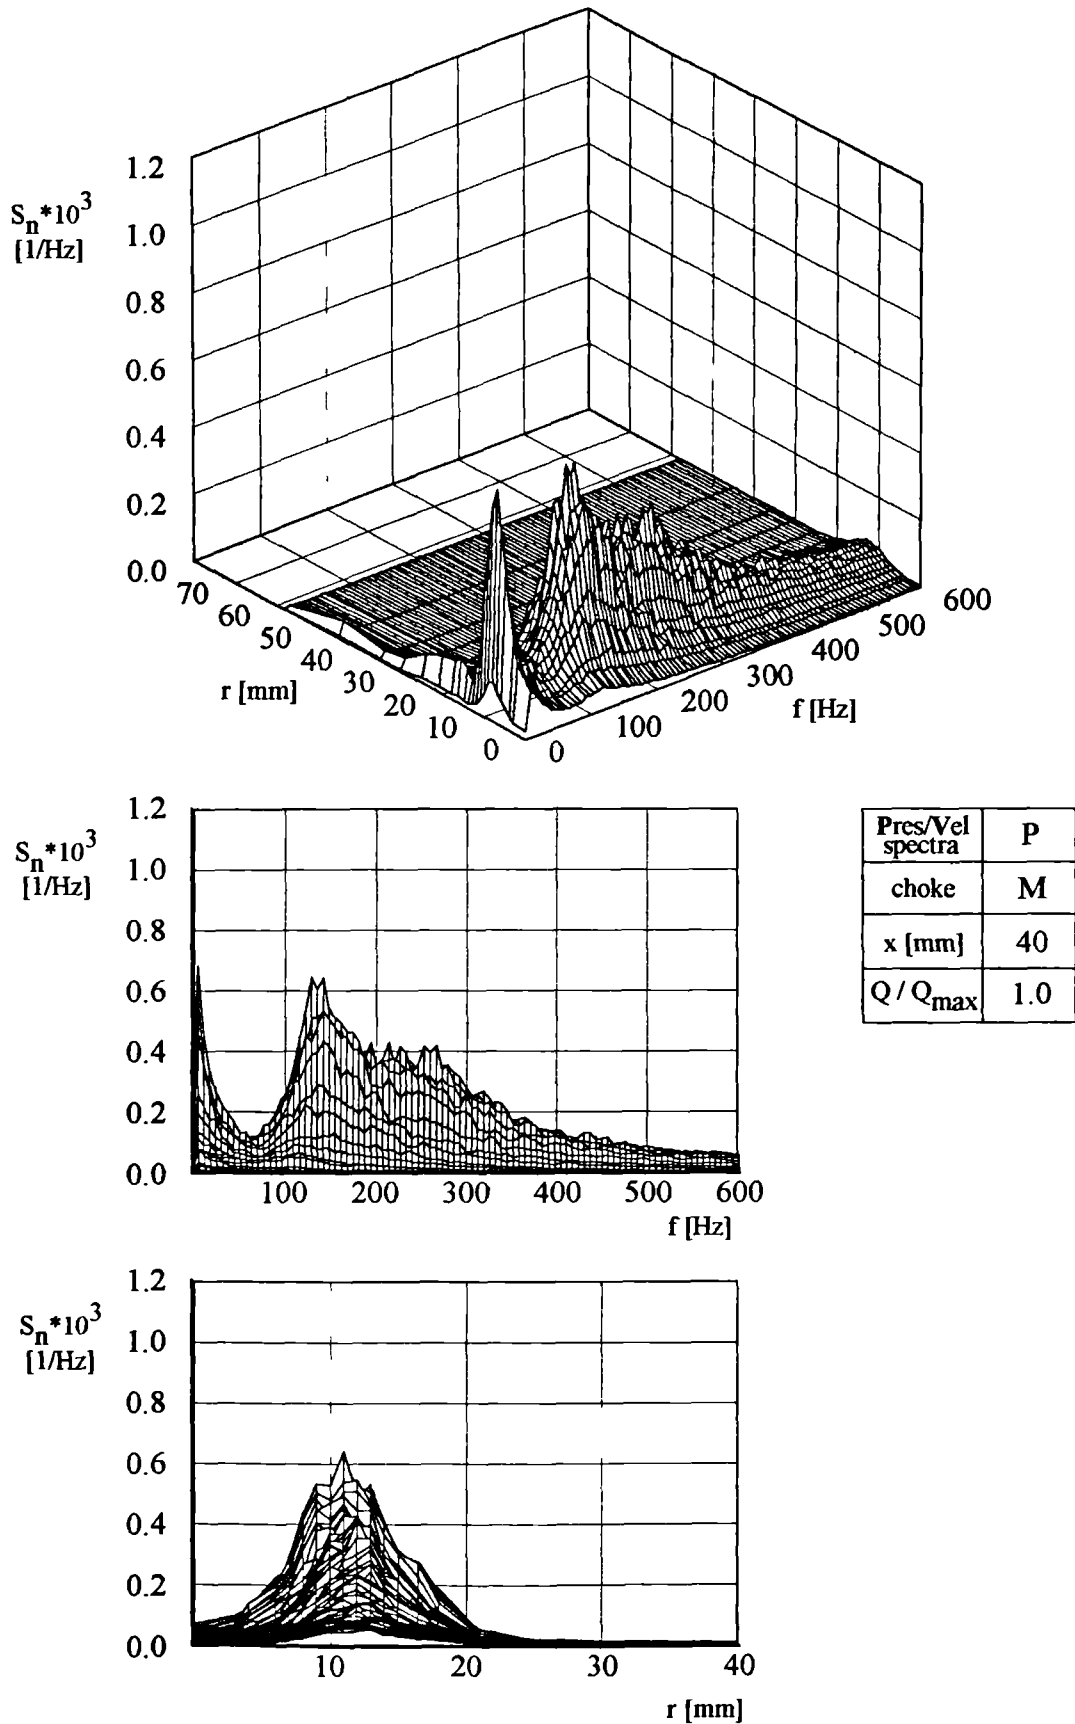 1.2
S_n*10^3
[1/Hz]
1.0
0.8
0.6
0.4
0.2
0.0
70
60
50
40
30
20
10
0
r [mm]
0
100
200
300
400
500
600
f [Hz]
1.2
S_n*10^3
[1/Hz]
1.0
0.8
0.6
0.4
0.2
0.0
100 200 300 400 500 600
f [Hz]
Pres/Vel spectra P
choke M
x [mm] 40
Q / Q_max 1.0
1.2
S_n*10^3
[1/Hz]
1.0
0.8
0.6
0.4
0.2
0.0
10 20 30 40
r [mm]